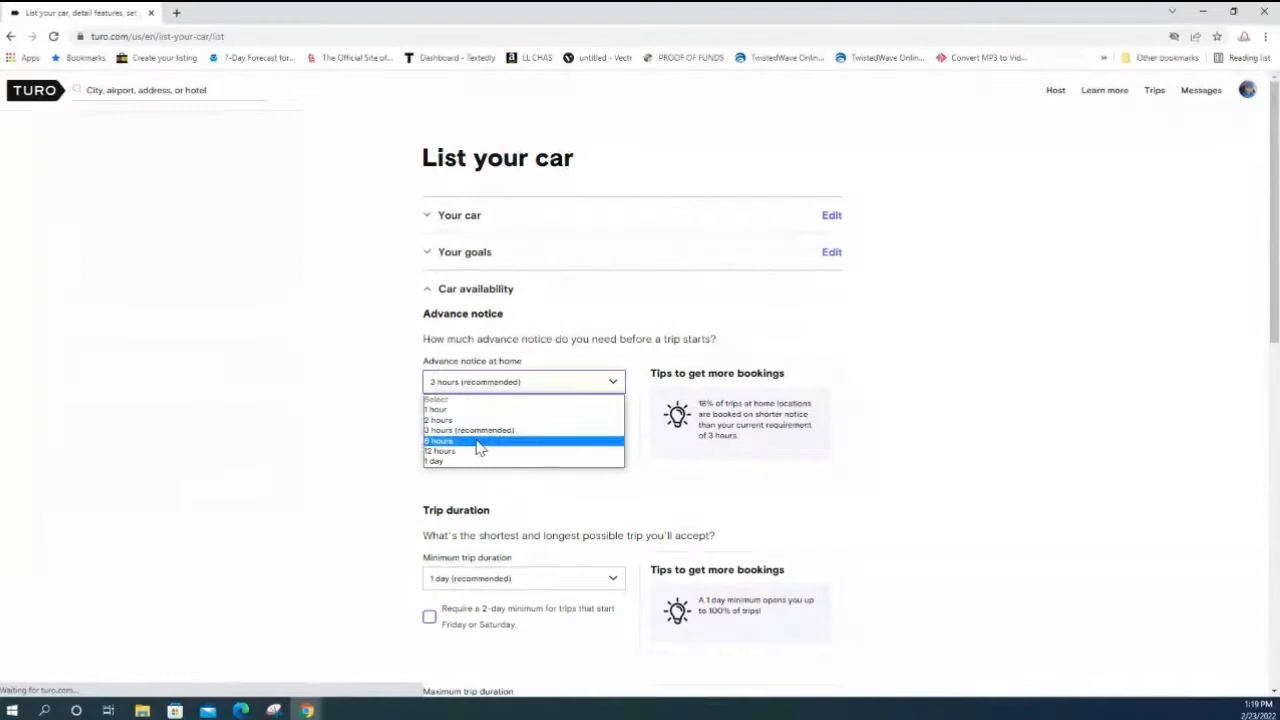 List your car, detail features, set
turo.com/us/en/list-your-car/list
Apps
Bookmarks
Create your listing
7-Day Forecast for...
The Official Site of...
Dashboard - Textedly
LL CHAS
untitled - Vectr
PROOF OF FUNDS
TwistedWave Onlin...
TwistedWave Onlin...
Convert MP3 to Vid...
»
Other bookmarks
Reading list
TURO
City, airport, address, or hotel
Host
Learn more
Trips
Messages
List your car
Your car
Edit
Your goals
Edit
Car availability
Advance notice
How much advance notice do you need before a trip starts?
Advance notice at home
3 hours (recommended)
Select
1 hour
2 hours
3 hours (recommended)
6 hours
12 hours
1 day
Tips to get more bookings
18% of trips at home locations
are booked on shorter notice
than your current requirement
of 3 hours.
Trip duration
What's the shortest and longest possible trip you'll accept?
Minimum trip duration
1 day (recommended)
Require a 2-day minimum for trips that start
Friday or Saturday.
Tips to get more bookings
A 1 day minimum opens you up
to 100% of trips!
Maximum trip duration
Waiting for turo.com...
1:19 PM
2/23/2022